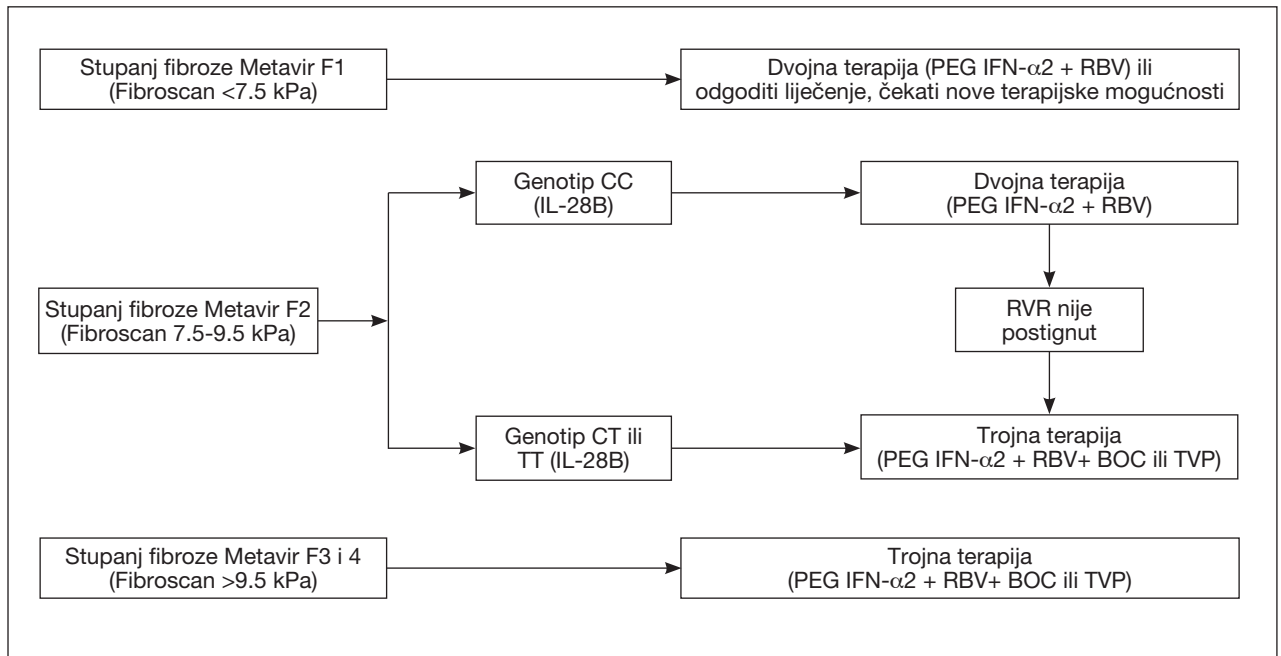 Stupanj fibroze Metavir F1
(Fibroscan <7.5 kPa)
Dvojna terapija (PEG IFN-α2 + RBV) ili
odgoditi liječenje, čekati nove terapijske mogućnosti
Genotip CC
(IL-28B)
Dvojna terapija
(PEG IFN-α2 + RBV)
Stupanj fibroze Metavir F2
(Fibroscan 7.5-9.5 kPa)
RVR nije
postignut
Genotip CT ili
TT (IL-28B)
Trojna terapija
(PEG IFN-α2 + RBV+ BOC ili TVP)
Stupanj fibroze Metavir F3 i 4
(Fibroscan >9.5 kPa)
Trojna terapija
(PEG IFN-α2 + RBV+ BOC ili TVP)